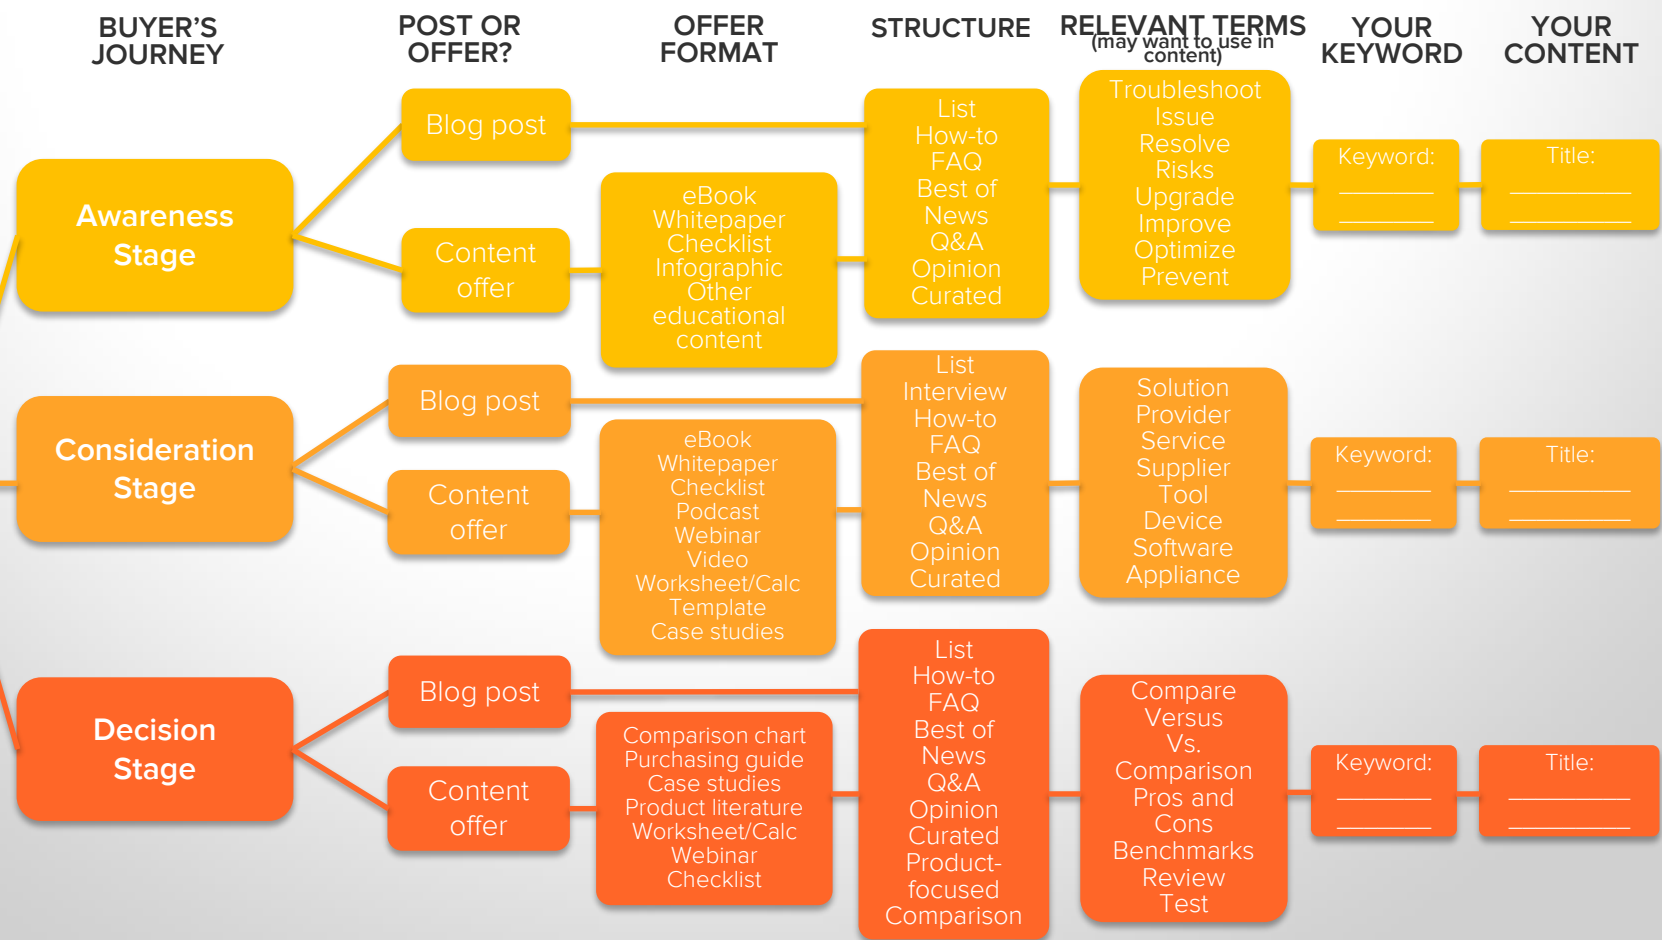 BUYER'S
JOURNEY
POST OR
OFFER?
OFFER
FORMAT
STRUCTURE
RELEVANT TERMS
(may want to use in
content)
YOUR
KEYWORD
YOUR
CONTENT
Awareness
Stage
Blog post
Content
offer
eBook
Whitepaper
Checklist
Infographic
Other
educational
content
List
How-to
FAQ
Best of
News
Q&A
Opinion
Curated
Troubleshoot
Issue
Resolve
Risks
Upgrade
Improve
Optimize
Prevent
Keyword:
Title:
Consideration
Stage
Blog post
Content
offer
eBook
Whitepaper
Checklist
Podcast
Webinar
Video
Worksheet/Calc
Template
Case studies
List
Interview
How-to
FAQ
Best of
News
Q&A
Opinion
Curated
Solution
Provider
Service
Supplier
Tool
Device
Software
Appliance
Keyword:
Title:
Decision
Stage
Blog post
Content
offer
Comparison chart
Purchasing guide
Case studies
Product literature
Worksheet/Calc
Webinar
Checklist
List
How-to
FAQ
Best of
News
Q&A
Opinion
Curated
Product-
focused
Comparison
Compare
Versus
Vs.
Comparison
Pros and
Cons
Benchmarks
Review
Test
Keyword:
Title: